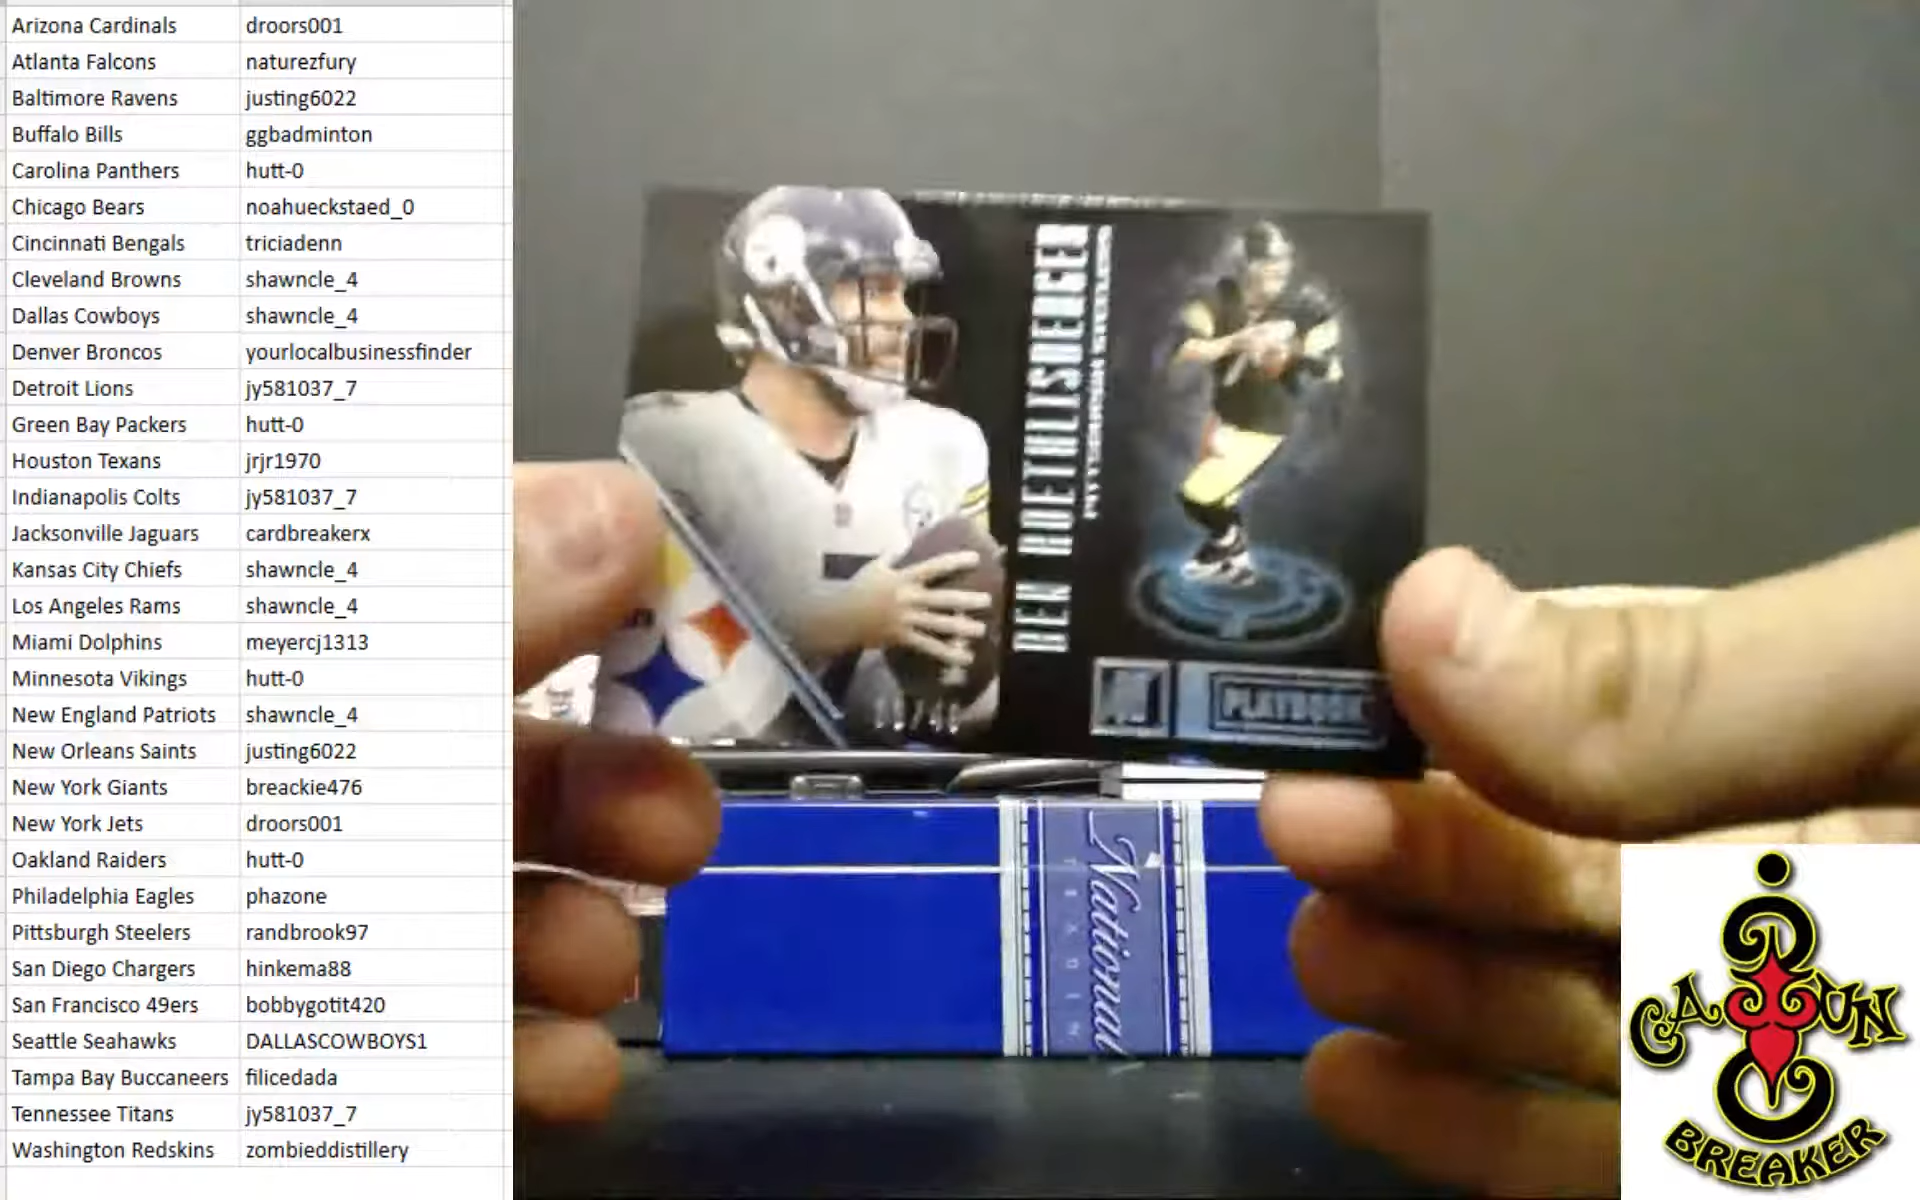 Arizona Cardinals droors001
Atlanta Falcons naturezfury
Baltimore Ravens justing6022
Buffalo Bills ggbadminton
Carolina Panthers hutt-0
Chicago Bears noahueckstaed_0
Cincinnati Bengals triciadenn
Cleveland Browns shawncle_4
Dallas Cowboys shawncle_4
Denver Broncos yourlocalbusinessfinder
Detroit Lions jy581037_7
Green Bay Packers hutt-0
Houston Texans jrjr1970
Indianapolis Colts jy581037_7
Jacksonville Jaguars cardbreakerx
Kansas City Chiefs shawncle_4
Los Angeles Rams shawncle_4
Miami Dolphins meyercj1313
Minnesota Vikings hutt-0
New England Patriots shawncle_4
New Orleans Saints justing6022
New York Giants breackie476
New York Jets droors001
Oakland Raiders hutt-0
Philadelphia Eagles phazone
Pittsburgh Steelers randbrook97
San Diego Chargers hinkema88
San Francisco 49ers bobbygotit420
Seattle Seahawks DALLASCOWBOYS1
Tampa Bay Buccaneers filicedada
Tennessee Titans jy581037_7
Washington Redskins zombieddistillery
BEN ROETHLISBERGER
PITTSBURGH STEELERS
PLAYBOOK
National
CAJUN
BREAKER